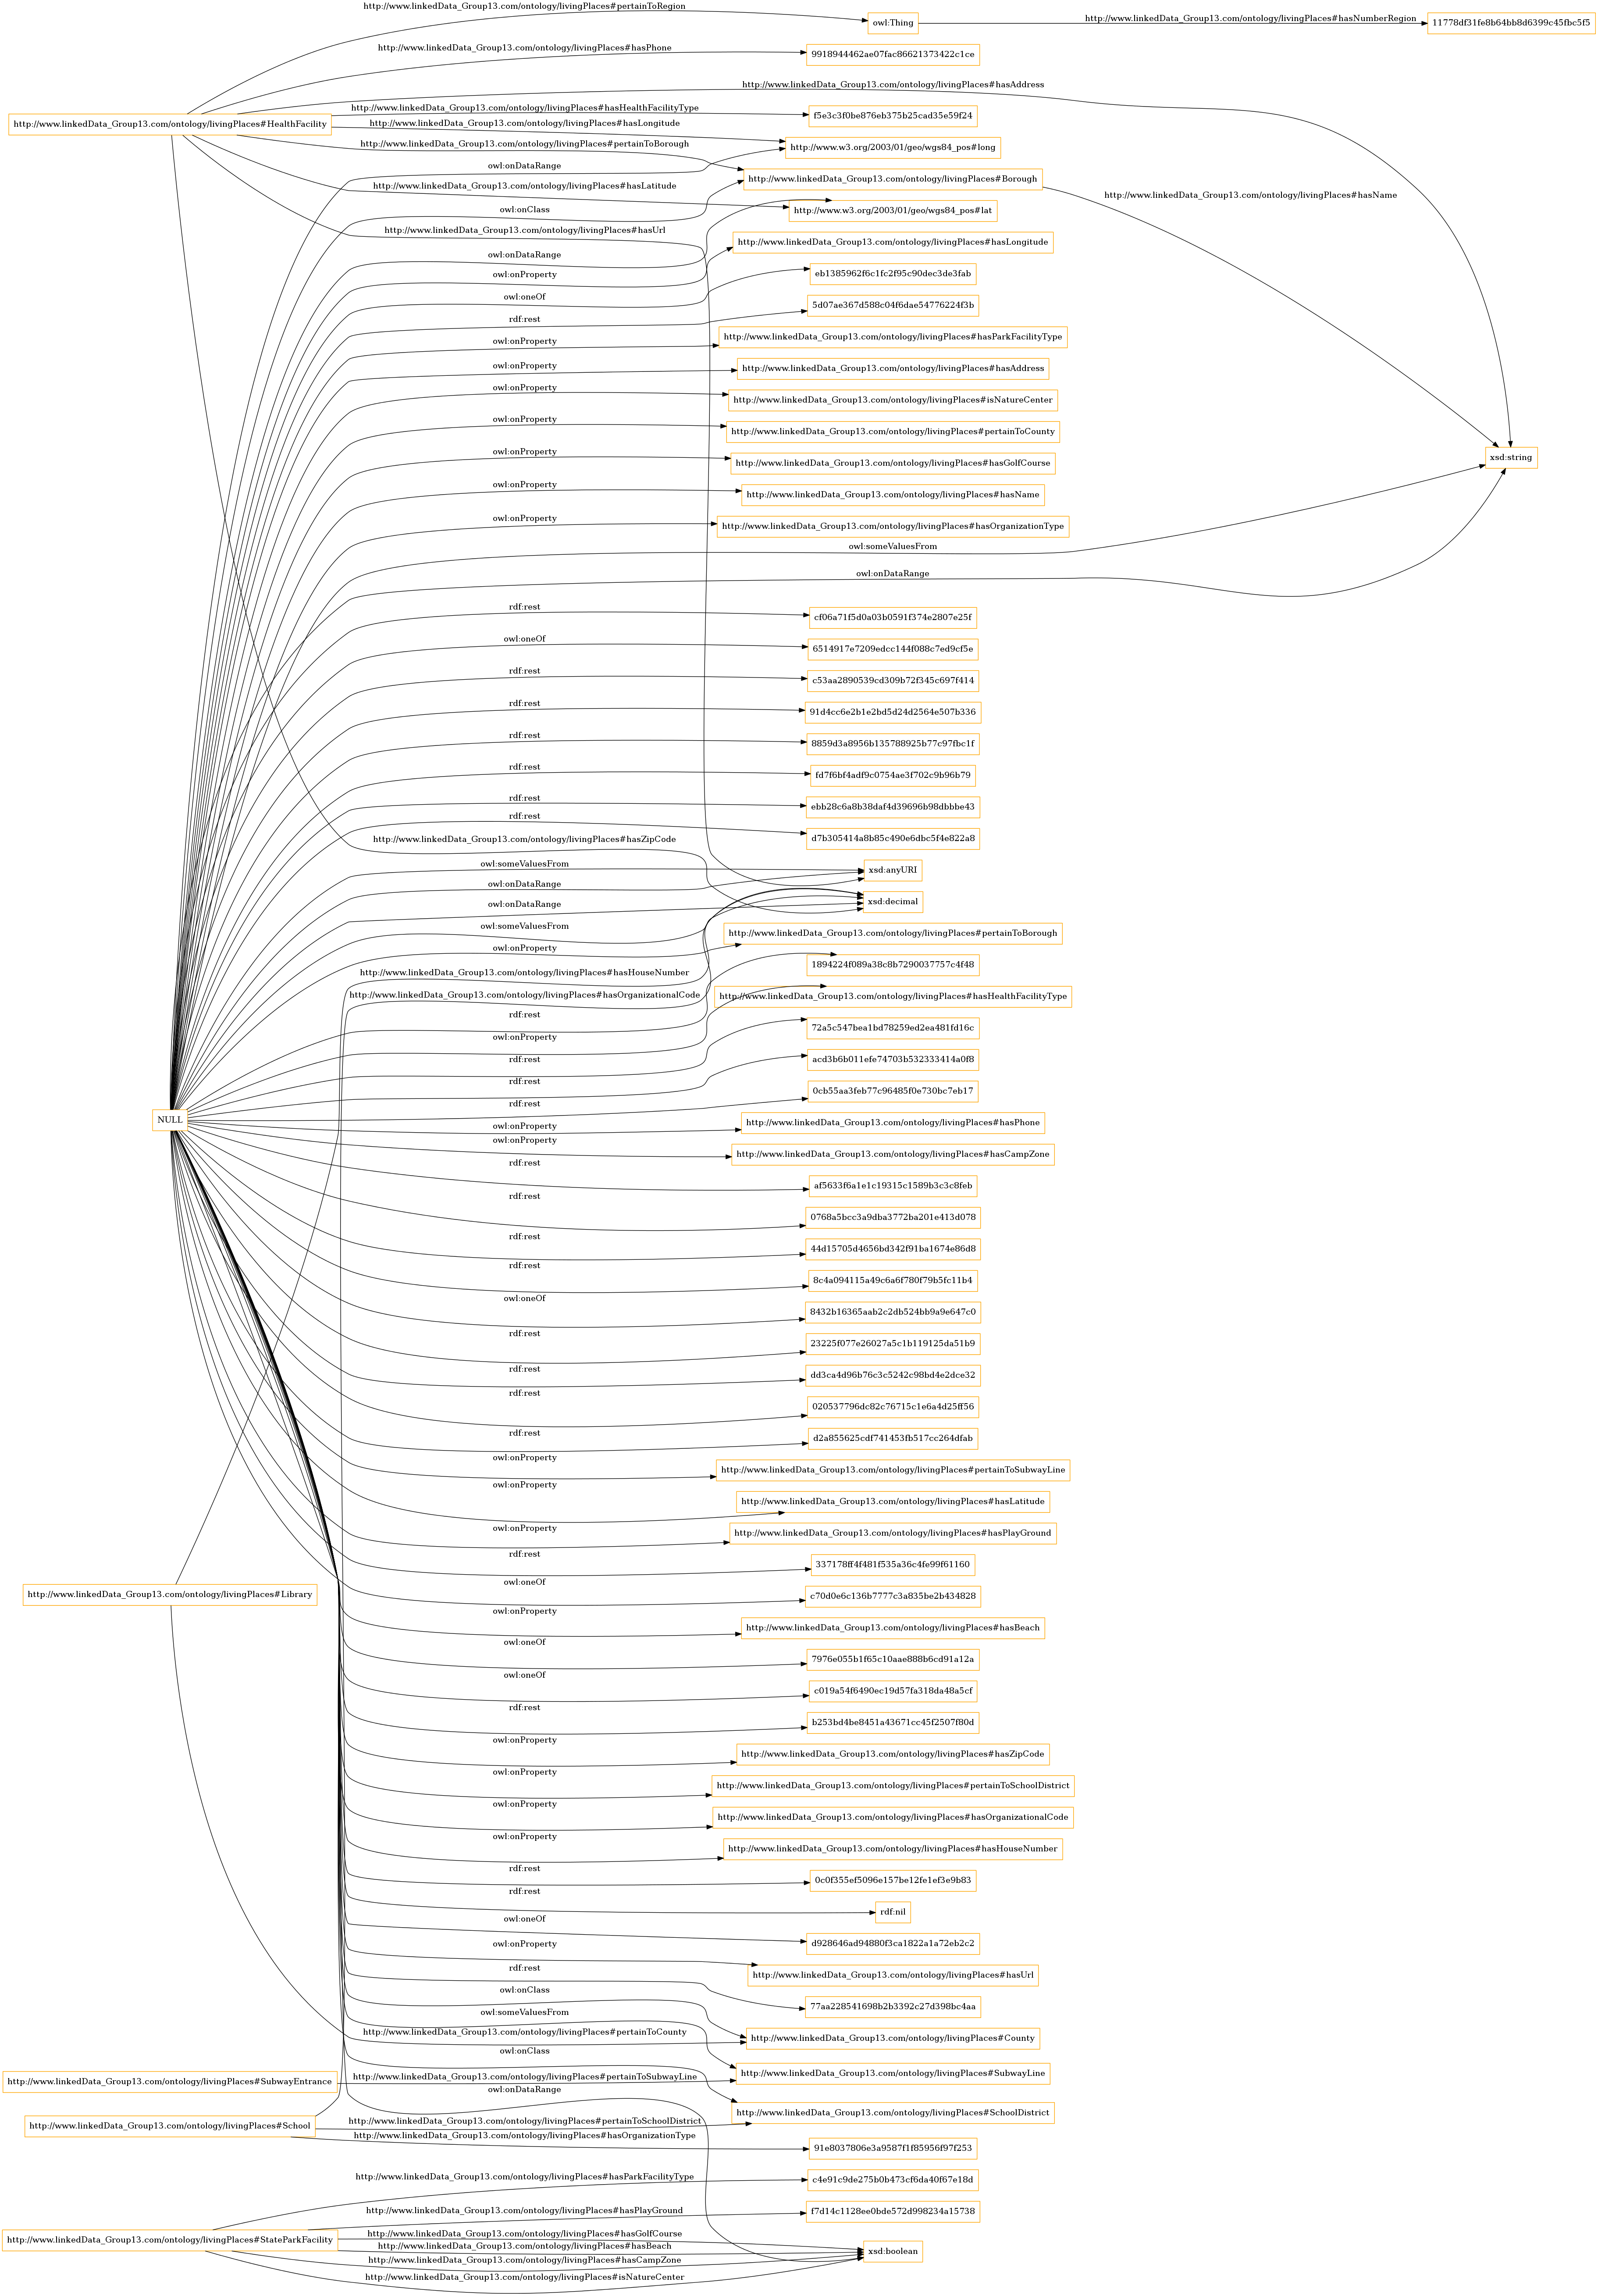 http://www.linkedData_Group13.com/ontology/livingPlaces#pertainToRegion
owl:Thing
http://www.linkedData_Group13.com/ontology/livingPlaces#hasNumberRegion
11778df31fe8b64bb8d6399c45fbc5f5
http://www.linkedData_Group13.com/ontology/livingPlaces#hasPhone
9918944462ae07fac86621373422c1ce
http://www.linkedData_Group13.com/ontology/livingPlaces#hasAddress
http://www.linkedData_Group13.com/ontology/livingPlaces#HealthFacility
http://www.linkedData_Group13.com/ontology/livingPlaces#hasHealthFacilityType
f5e3c3f0be876eb375b25cad35e59f24
http://www.linkedData_Group13.com/ontology/livingPlaces#hasLongitude
http://www.w3.org/2003/01/geo/wgs84_pos#long
http://www.linkedData_Group13.com/ontology/livingPlaces#pertainToBorough
owl:onDataRange
http://www.linkedData_Group13.com/ontology/livingPlaces#Borough
http://www.linkedData_Group13.com/ontology/livingPlaces#hasName
http://www.linkedData_Group13.com/ontology/livingPlaces#hasLatitude
http://www.w3.org/2003/01/geo/wgs84_pos#lat
owl:onClass
http://www.linkedData_Group13.com/ontology/livingPlaces#hasUrl
http://www.linkedData_Group13.com/ontology/livingPlaces#hasLongitude
owl:onDataRange
owl:onProperty
eb1385962f6c1fc2f95c90dec3de3fab
owl:oneOf
5d07ae367d588c04f6dae54776224f3b
rdf:rest
http://www.linkedData_Group13.com/ontology/livingPlaces#hasParkFacilityType
owl:onProperty
http://www.linkedData_Group13.com/ontology/livingPlaces#hasAddress
owl:onProperty
http://www.linkedData_Group13.com/ontology/livingPlaces#isNatureCenter
owl:onProperty
http://www.linkedData_Group13.com/ontology/livingPlaces#pertainToCounty
owl:onProperty
http://www.linkedData_Group13.com/ontology/livingPlaces#hasGolfCourse
owl:onProperty
xsd:string
http://www.linkedData_Group13.com/ontology/livingPlaces#hasName
owl:onProperty
http://www.linkedData_Group13.com/ontology/livingPlaces#hasOrganizationType
owl:onProperty
owl:someValuesFrom
owl:onDataRange
rdf:rest
cf06a71f5d0a03b0591f374e2807e25f
owl:oneOf
6514917e7209edcc144f088c7ed9cf5e
rdf:rest
c53aa2890539cd309b72f345c697f414
rdf:rest
91d4cc6e2b1e2bd5d24d2564e507b336
rdf:rest
8859d3a8956b135788925b77c97fbc1f
rdf:rest
fd7f6bf4adf9c0754ae3f702c9b96b79
rdf:rest
ebb28c6a8b38daf4d39696b98dbbbe43
rdf:rest
d7b305414a8b85c490e6dbc5f4e822a8
http://www.linkedData_Group13.com/ontology/livingPlaces#hasZipCode
owl:someValuesFrom
xsd:anyURI
owl:onDataRange
owl:onDataRange
xsd:decimal
owl:someValuesFrom
http://www.linkedData_Group13.com/ontology/livingPlaces#pertainToBorough
owl:onProperty
1894224f089a38c8b7290037757c4f48
http://www.linkedData_Group13.com/ontology/livingPlaces#hasHouseNumber
http://www.linkedData_Group13.com/ontology/livingPlaces#hasOrganizationalCode
http://www.linkedData_Group13.com/ontology/livingPlaces#hasHealthFacilityType
rdf:rest
72a5c547bea1bd78259ed2ea481fd16c
owl:onProperty
rdf:rest
acd3b6b011efe74703b532333414a0f8
rdf:rest
0cb55aa3feb77c96485f0e730bc7eb17
rdf:rest
NULL
http://www.linkedData_Group13.com/ontology/livingPlaces#hasPhone
owl:onProperty
owl:onProperty
http://www.linkedData_Group13.com/ontology/livingPlaces#hasCampZone
rdf:rest
af5633f6a1e1c19315c1589b3c3c8feb
rdf:rest
0768a5bcc3a9dba3772ba201e413d078
rdf:rest
44d15705d4656bd342f91ba1674e86d8
rdf:rest
8c4a094115a49c6a6f780f79b5fc11b4
owl:oneOf
8432b16365aab2c2db524bb9a9e647c0
rdf:rest
23225f077e26027a5c1b119125da51b9
rdf:rest
dd3ca4d96b76c3c5242c98bd4e2dce32
rdf:rest
020537796dc82c76715c1e6a4d25ff56
rdf:rest
d2a855625cdf741453fb517cc264dfab
owl:onProperty
http://www.linkedData_Group13.com/ontology/livingPlaces#pertainToSubwayLine
owl:onProperty
http://www.linkedData_Group13.com/ontology/livingPlaces#hasLatitude
owl:onProperty
http://www.linkedData_Group13.com/ontology/livingPlaces#hasPlayGround
rdf:rest
337178ff4f481f535a36c4fe99f61160
owl:oneOf
http://www.linkedData_Group13.com/ontology/livingPlaces#Library
c70d0e6c136b7777c3a835be2b434828
owl:onProperty
http://www.linkedData_Group13.com/ontology/livingPlaces#hasBeach
owl:oneOf
7976e055b1f65c10aae888b6cd91a12a
owl:oneOf
c019a54f6490ec19d57fa318da48a5cf
rdf:rest
b253bd4be8451a43671cc45f2507f80d
owl:onProperty
http://www.linkedData_Group13.com/ontology/livingPlaces#hasZipCode
owl:onProperty
http://www.linkedData_Group13.com/ontology/livingPlaces#pertainToSchoolDistrict
owl:onProperty
http://www.linkedData_Group13.com/ontology/livingPlaces#hasOrganizationalCode
owl:onProperty
http://www.linkedData_Group13.com/ontology/livingPlaces#hasHouseNumber
rdf:rest
0c0f355ef5096e157be12fe1ef3e9b83
rdf:rest
rdf:nil
owl:oneOf
d928646ad94880f3ca1822a1a72eb2c2
owl:onProperty
http://www.linkedData_Group13.com/ontology/livingPlaces#hasUrl
rdf:rest
77aa228541698b2b3392c27d398bc4aa
owl:onClass
owl:someValuesFrom
http://www.linkedData_Group13.com/ontology/livingPlaces#pertainToCounty
http://www.linkedData_Group13.com/ontology/livingPlaces#County
owl:onClass
http://www.linkedData_Group13.com/ontology/livingPlaces#SubwayLine
http://www.linkedData_Group13.com/ontology/livingPlaces#SubwayEntrance
http://www.linkedData_Group13.com/ontology/livingPlaces#pertainToSubwayLine
owl:onDataRange
http://www.linkedData_Group13.com/ontology/livingPlaces#SchoolDistrict
http://www.linkedData_Group13.com/ontology/livingPlaces#School
http://www.linkedData_Group13.com/ontology/livingPlaces#pertainToSchoolDistrict
http://www.linkedData_Group13.com/ontology/livingPlaces#hasOrganizationType
91e8037806e3a9587f1f85956f97f253
http://www.linkedData_Group13.com/ontology/livingPlaces#hasParkFacilityType
c4e91c9de275b0b473cf6da40f67e18d
http://www.linkedData_Group13.com/ontology/livingPlaces#hasPlayGround
f7d14c1128ee0bde572d998234a15738
http://www.linkedData_Group13.com/ontology/livingPlaces#StateParkFacility
http://www.linkedData_Group13.com/ontology/livingPlaces#hasGolfCourse
http://www.linkedData_Group13.com/ontology/livingPlaces#hasBeach
xsd:boolean
http://www.linkedData_Group13.com/ontology/livingPlaces#hasCampZone
http://www.linkedData_Group13.com/ontology/livingPlaces#isNatureCenter